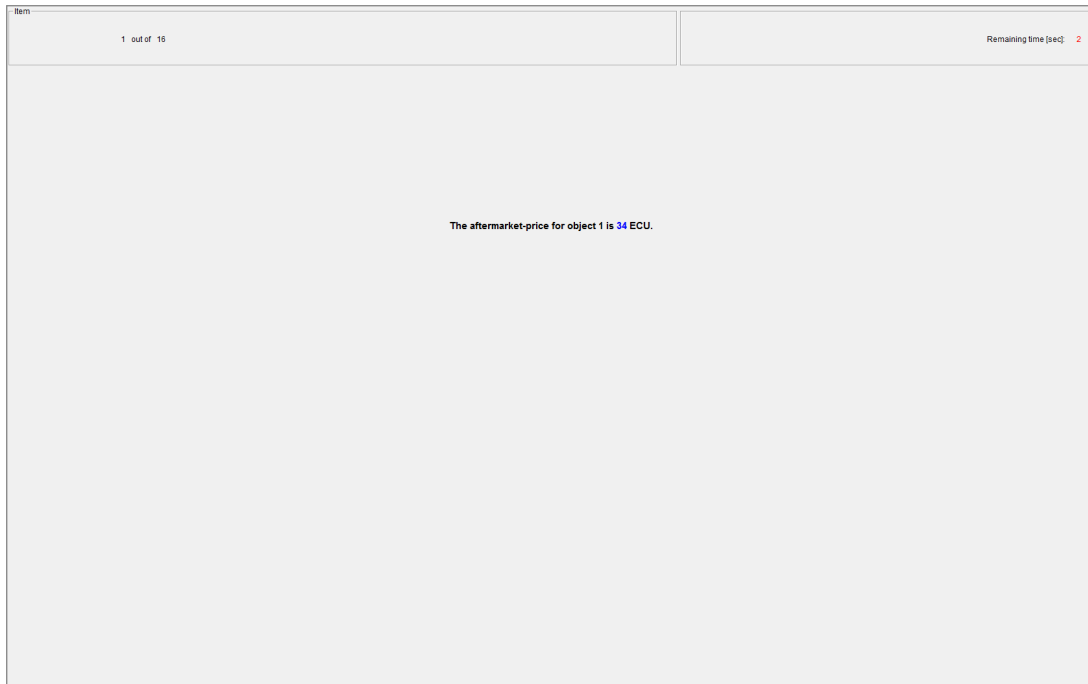 Item
1 out of 16
Remaining time [sec]: 2
The aftermarket-price for object 1 is 34 ECU.